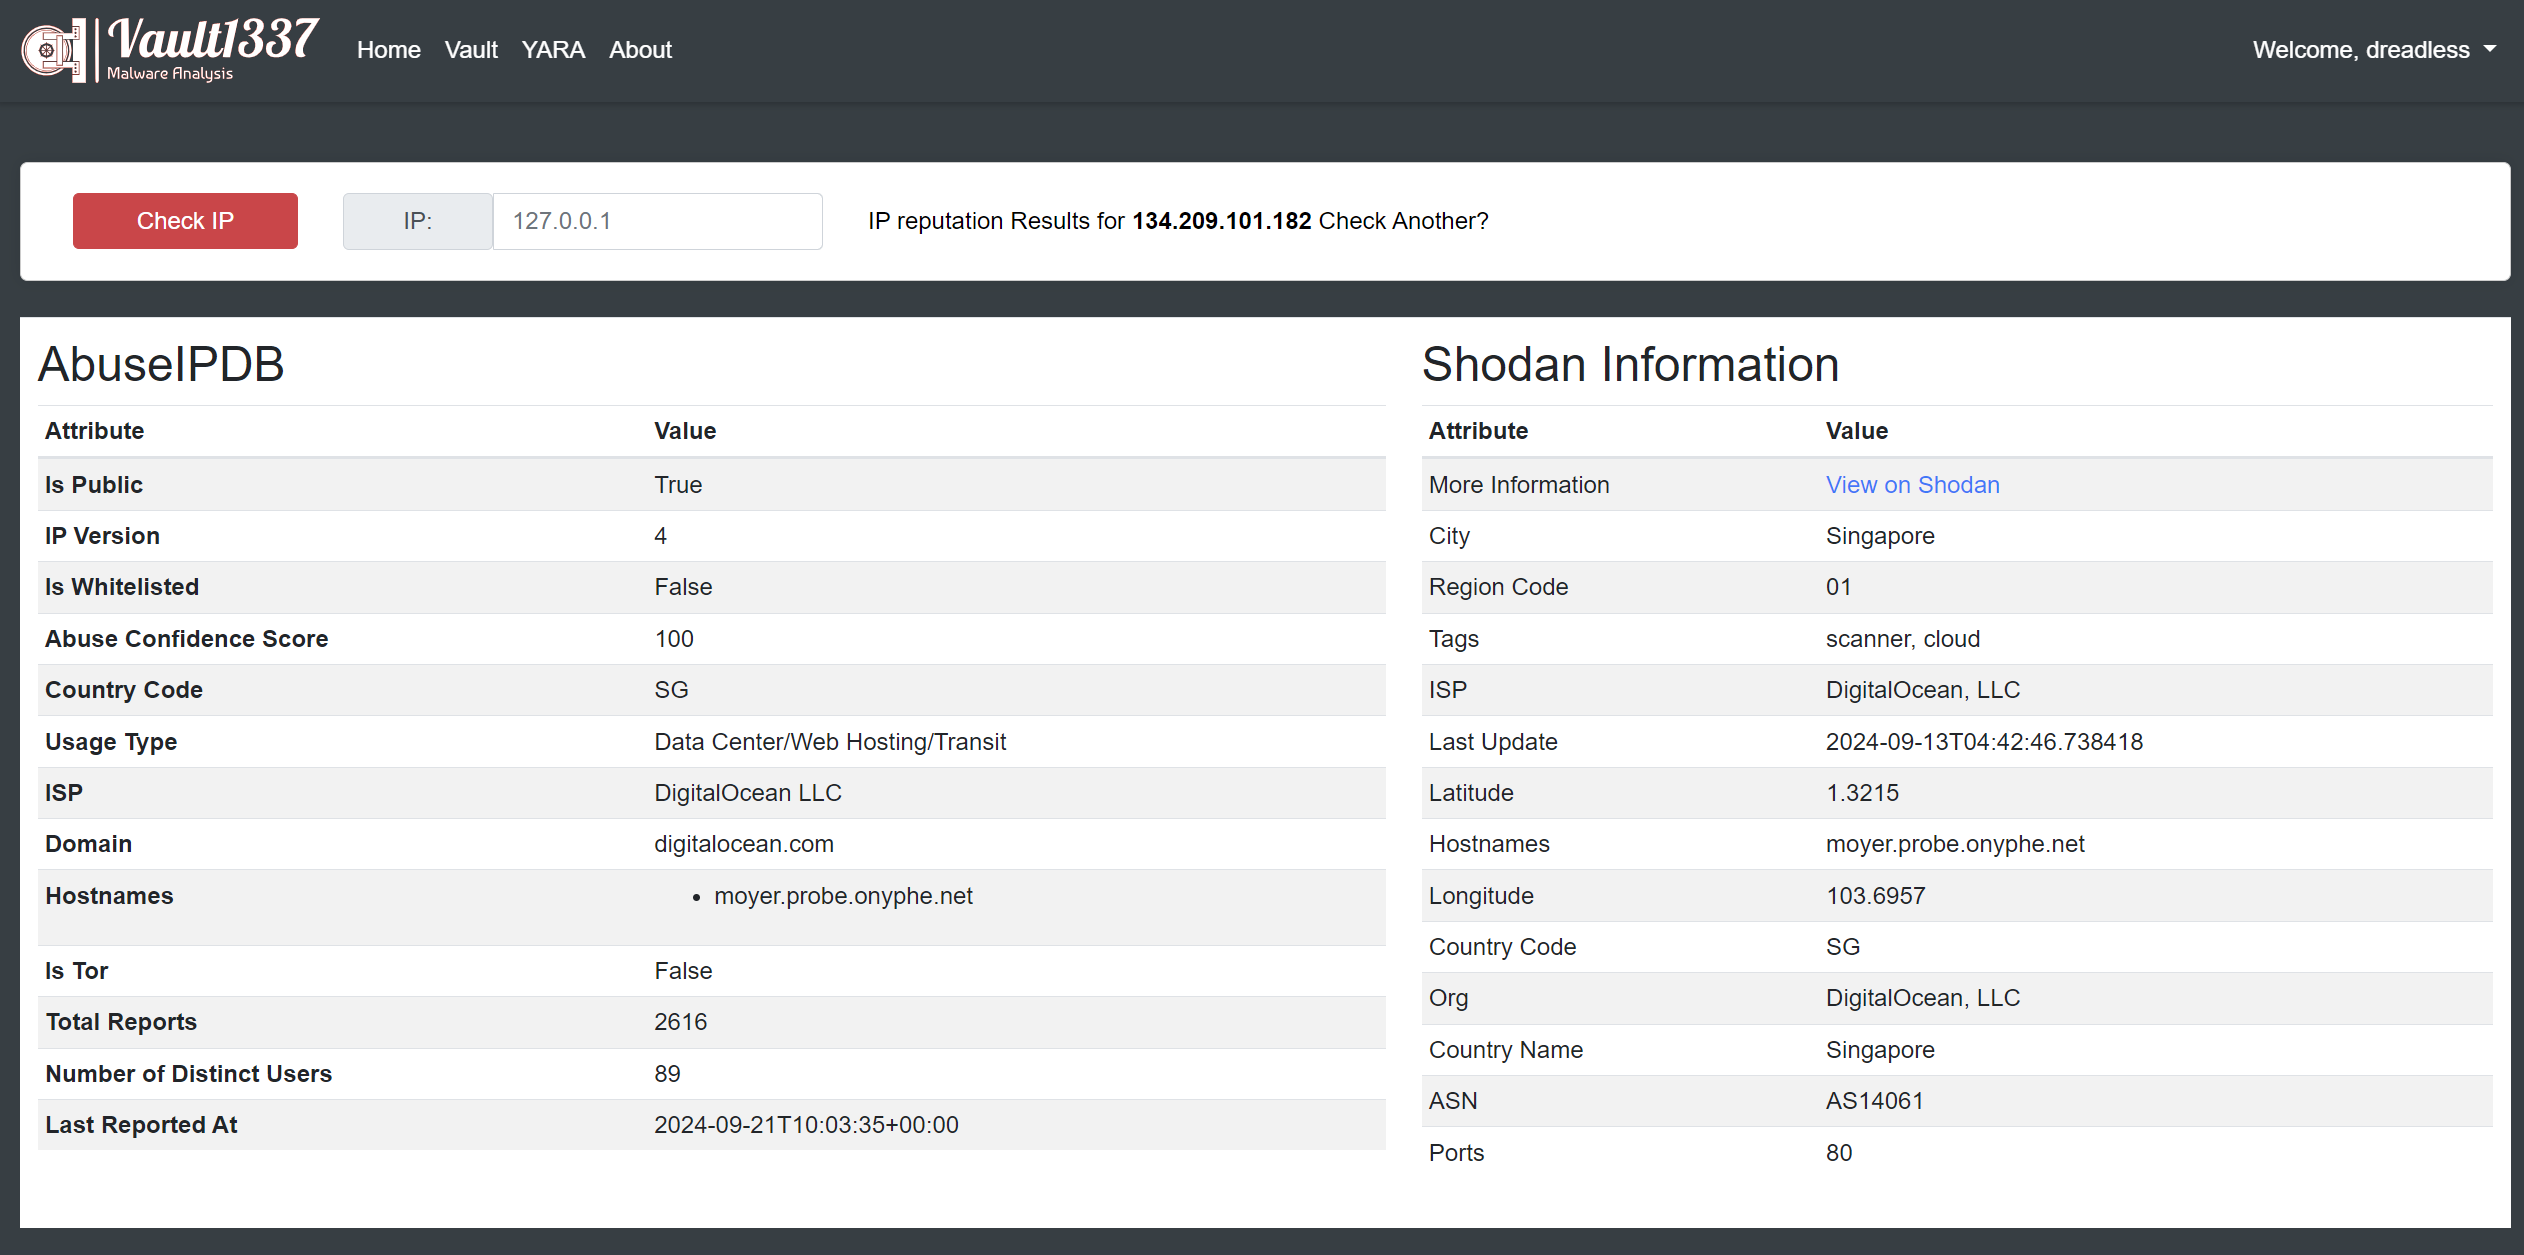 Vault1337
Malware Analysis
Home Vault YARA About
Welcome, dreadless
Check IP
IP: 127.0.0.1
IP reputation Results for 134.209.101.182 Check Another?
AbuseIPDB
Attribute Value
Is Public True
IP Version 4
Is Whitelisted False
Abuse Confidence Score 100
Country Code SG
Usage Type Data Center/Web Hosting/Transit
ISP DigitalOcean LLC
Domain digitalocean.com
Hostnames • moyer.probe.onyphe.net
Is Tor False
Total Reports 2616
Number of Distinct Users 89
Last Reported At 2024-09-21T10:03:35+00:00
Shodan Information
Attribute Value
More Information View on Shodan
City Singapore
Region Code 01
Tags scanner, cloud
ISP DigitalOcean, LLC
Last Update 2024-09-13T04:42:46.738418
Latitude 1.3215
Hostnames moyer.probe.onyphe.net
Longitude 103.6957
Country Code SG
Org DigitalOcean, LLC
Country Name Singapore
ASN AS14061
Ports 80